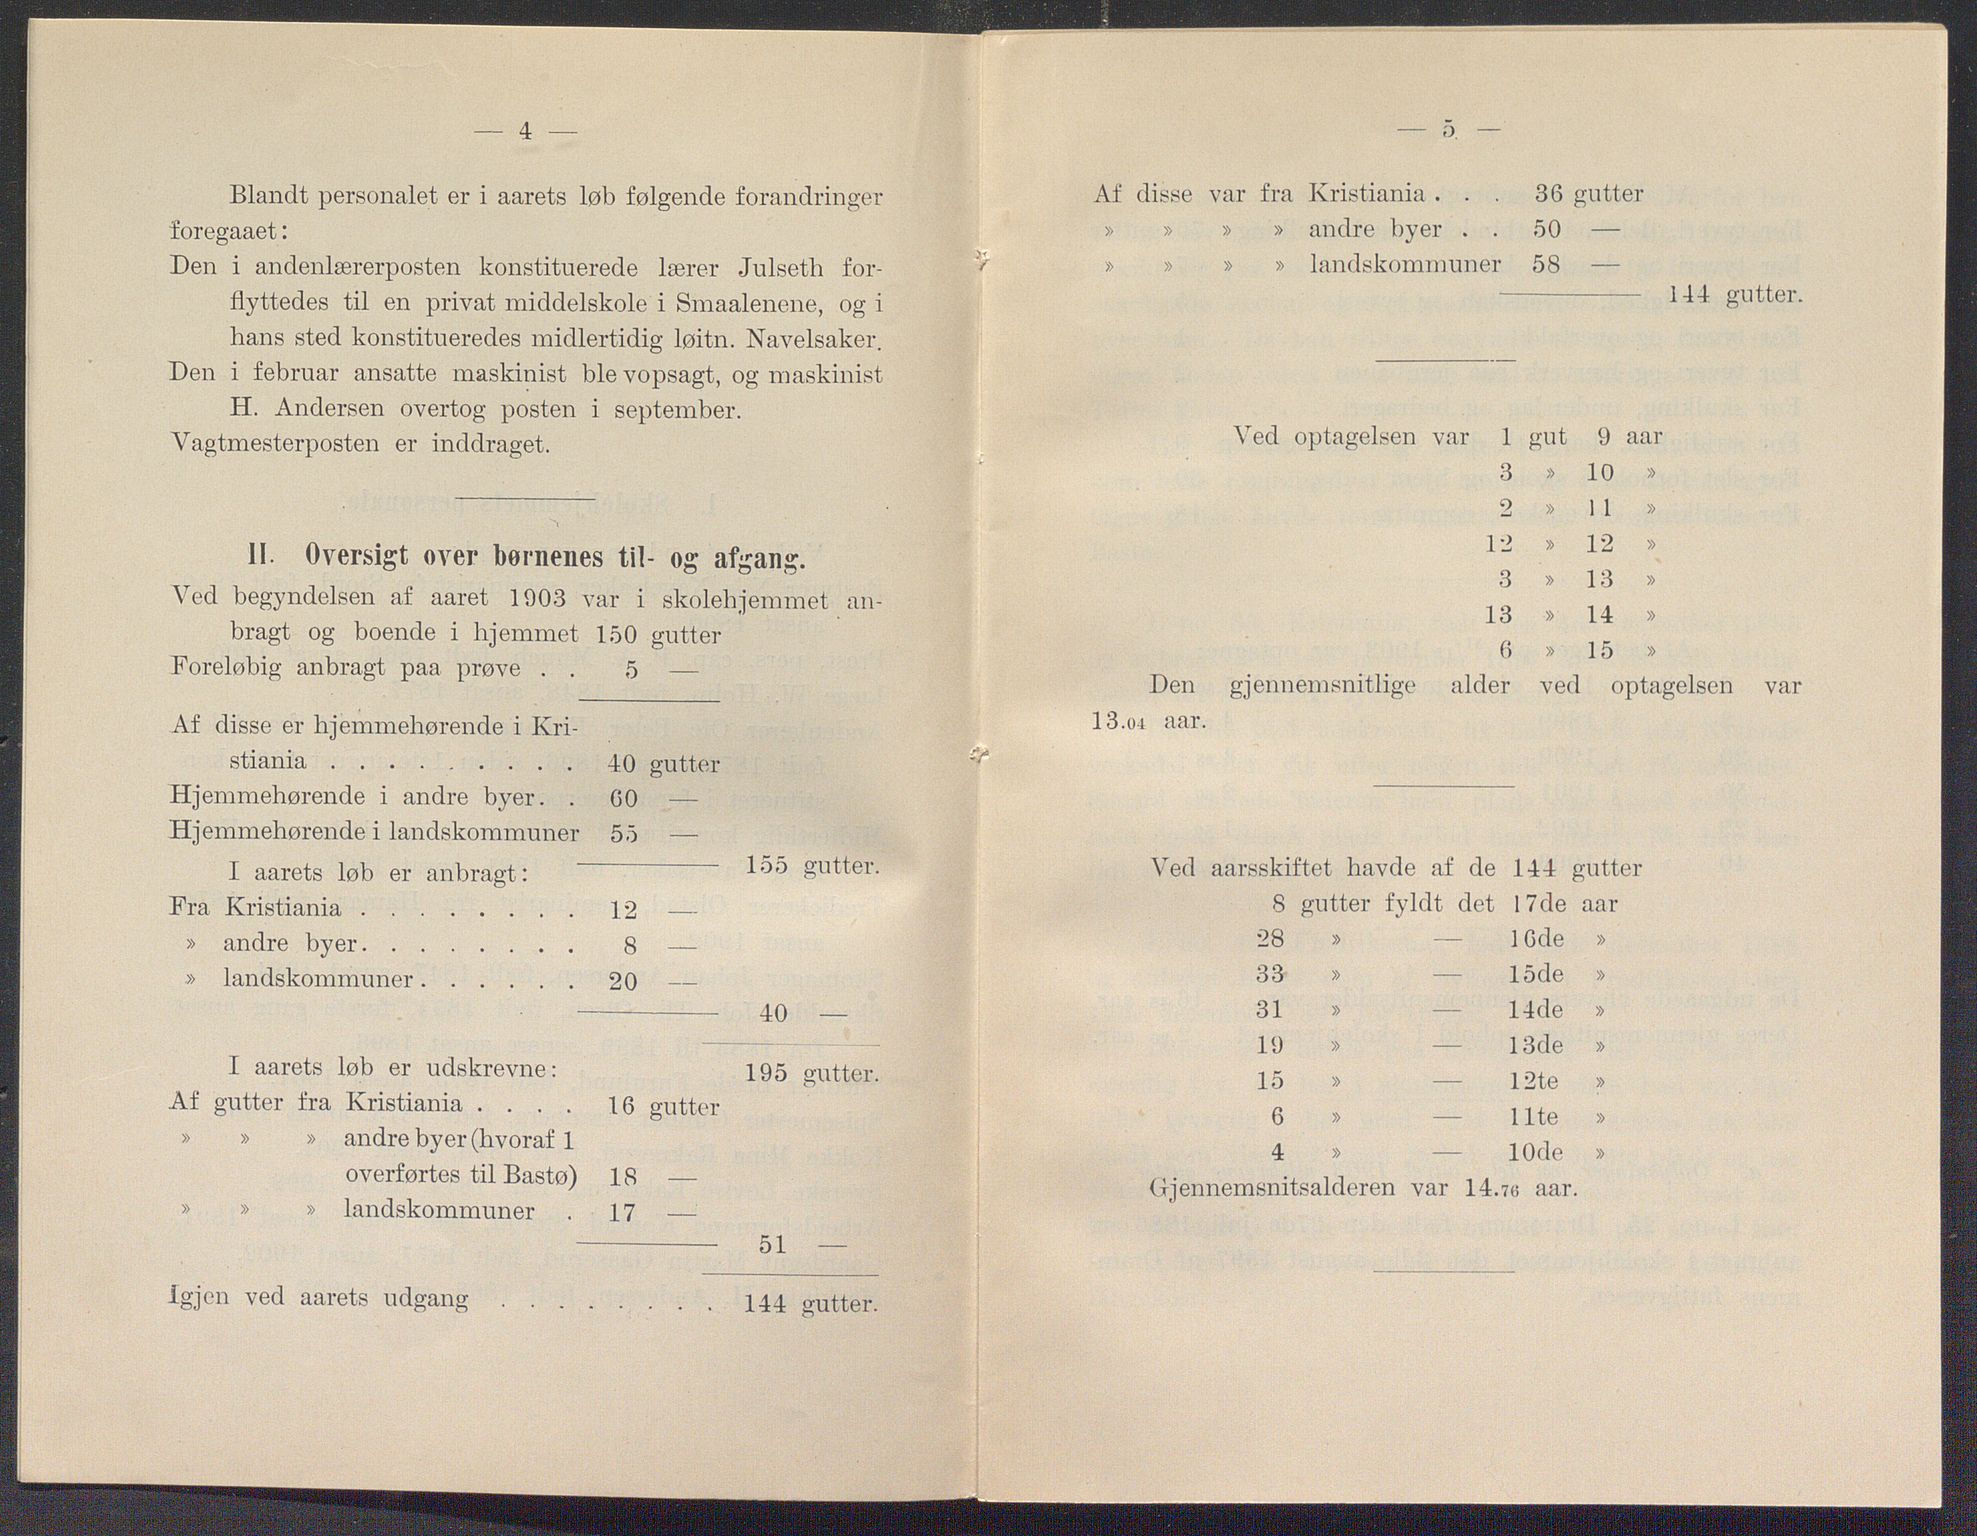 — 4 —
Blandt personalet er i aarets løb følgende forandringer
foregaaet:
Den i andenlærerposten konstituerede lærer Julseth for-
flyttedes til en privat middelskole i Smaalenene, og i
hans sted konstitueredes midlertidig løitn. Navelsaker.
Den i februar ansatte maskinist blev opsagt, og maskinist
H. Andersen overtog posten i september.
Vagtmesterposten er inddraget.
II. Oversigt over børnenes til- og afgang.
Ved begyndelsen af aaret 1903 var i skolehjemmet an-
bragt og boende i hjemmet 150 gutter
Foreløbig anbragt paa prøve . . 5 —
Af disse er hjemmehørende i Kri-
stiania . . . . . . . . . . 40 gutter
Hjemmehørende i andre byer. . 60 —
Hjemmehørende i landskommuner 55 —
155 gutter.
I aarets løb er anbragt:
Fra Kristiania . . . . . . . . 12 —
» andre byer. . . . . . . . 8 —
» landskommuner . . . . . . 20 —
40 —
195 gutter.
I aarets løb er udskrevne:
Af gutter fra Kristiania . . . . 16 gutter
» » » andre byer (hvoraf 1
overførtes til Bastø) 18 —
» » » landskommuner . 17 —
51 —
Igjen ved aarets udgang . . . . . . . . 144 gutter.
— 5 —
Af disse var fra Kristiania . . . 36 gutter
» » » » andre byer . . 50 —
» » » » landskommuner 58 —
144 gutter.
Ved optagelsen var 1 gut 9 aar
3 » 10 »
2 » 11 »
12 » 12 »
3 » 13 »
13 » 14 »
6 » 15 »
Den gjennemsnitlige alder ved optagelsen var
13.04 aar.
Ved aarsskiftet havde af de 144 gutter
8 gutter fyldt det 17de aar
28 » — 16de »
33 » — 15de »
31 » — 14de »
19 » — 13de »
15 » — 12te »
6 » — 11te »
4 » — 10de »
Gjennemsnitsalderen var 14.76 aar.